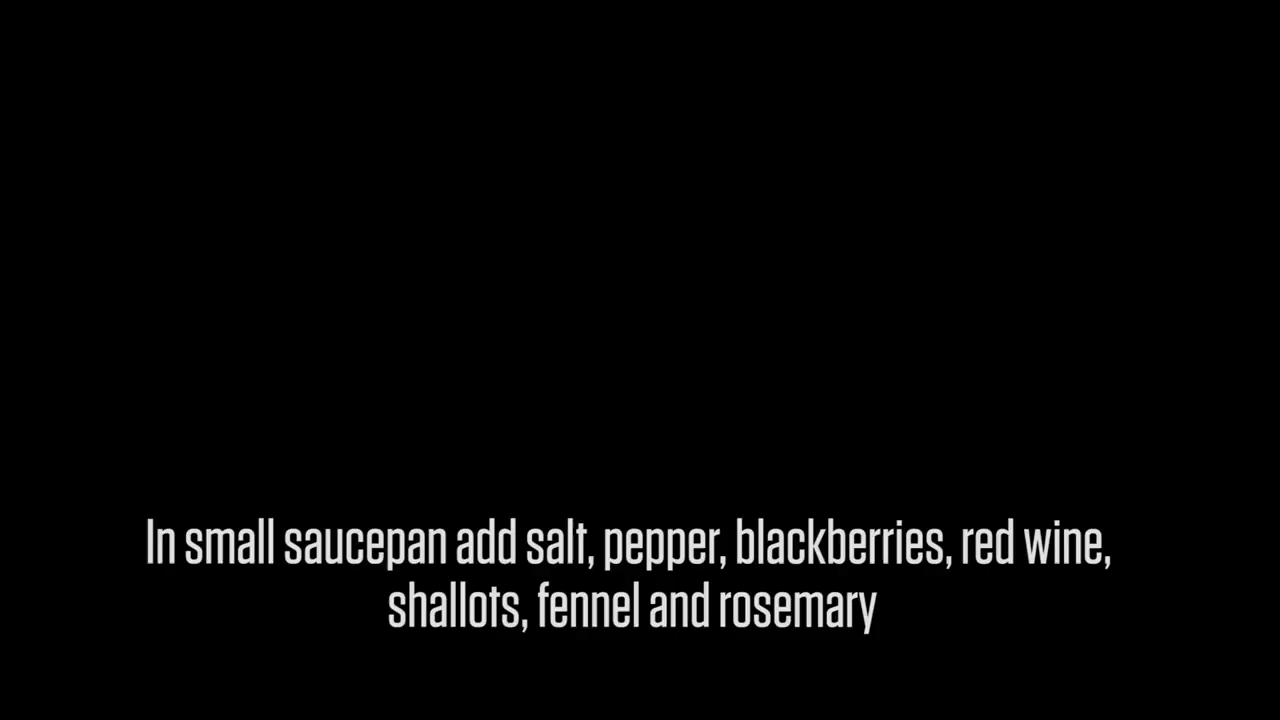 In small saucepan add salt, pepper, blackberries, red wine,
shallots, fennel and rosemary